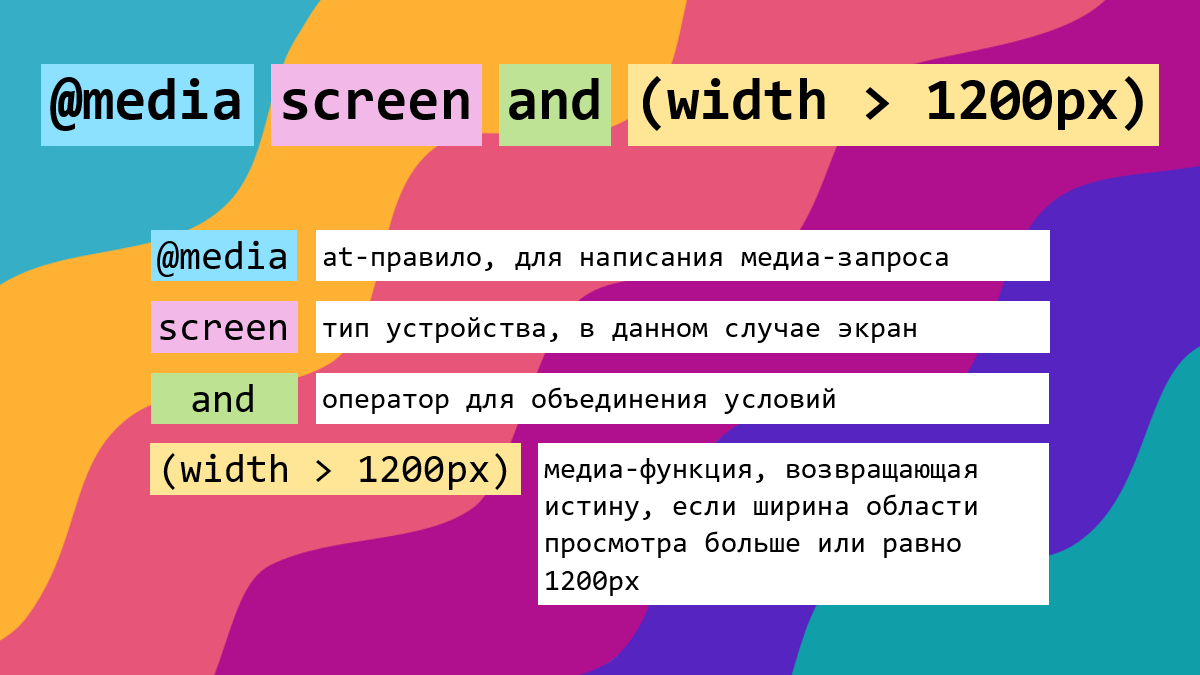 @media screen and (width > 1200px)
@media at-правило, для написания медиа-запроса
screen тип устройства, в данном случае экран
and оператор для объединения условий
(width > 1200px) медиа-функция, возвращающая
истину, если ширина области
просмотра больше или равно
1200px